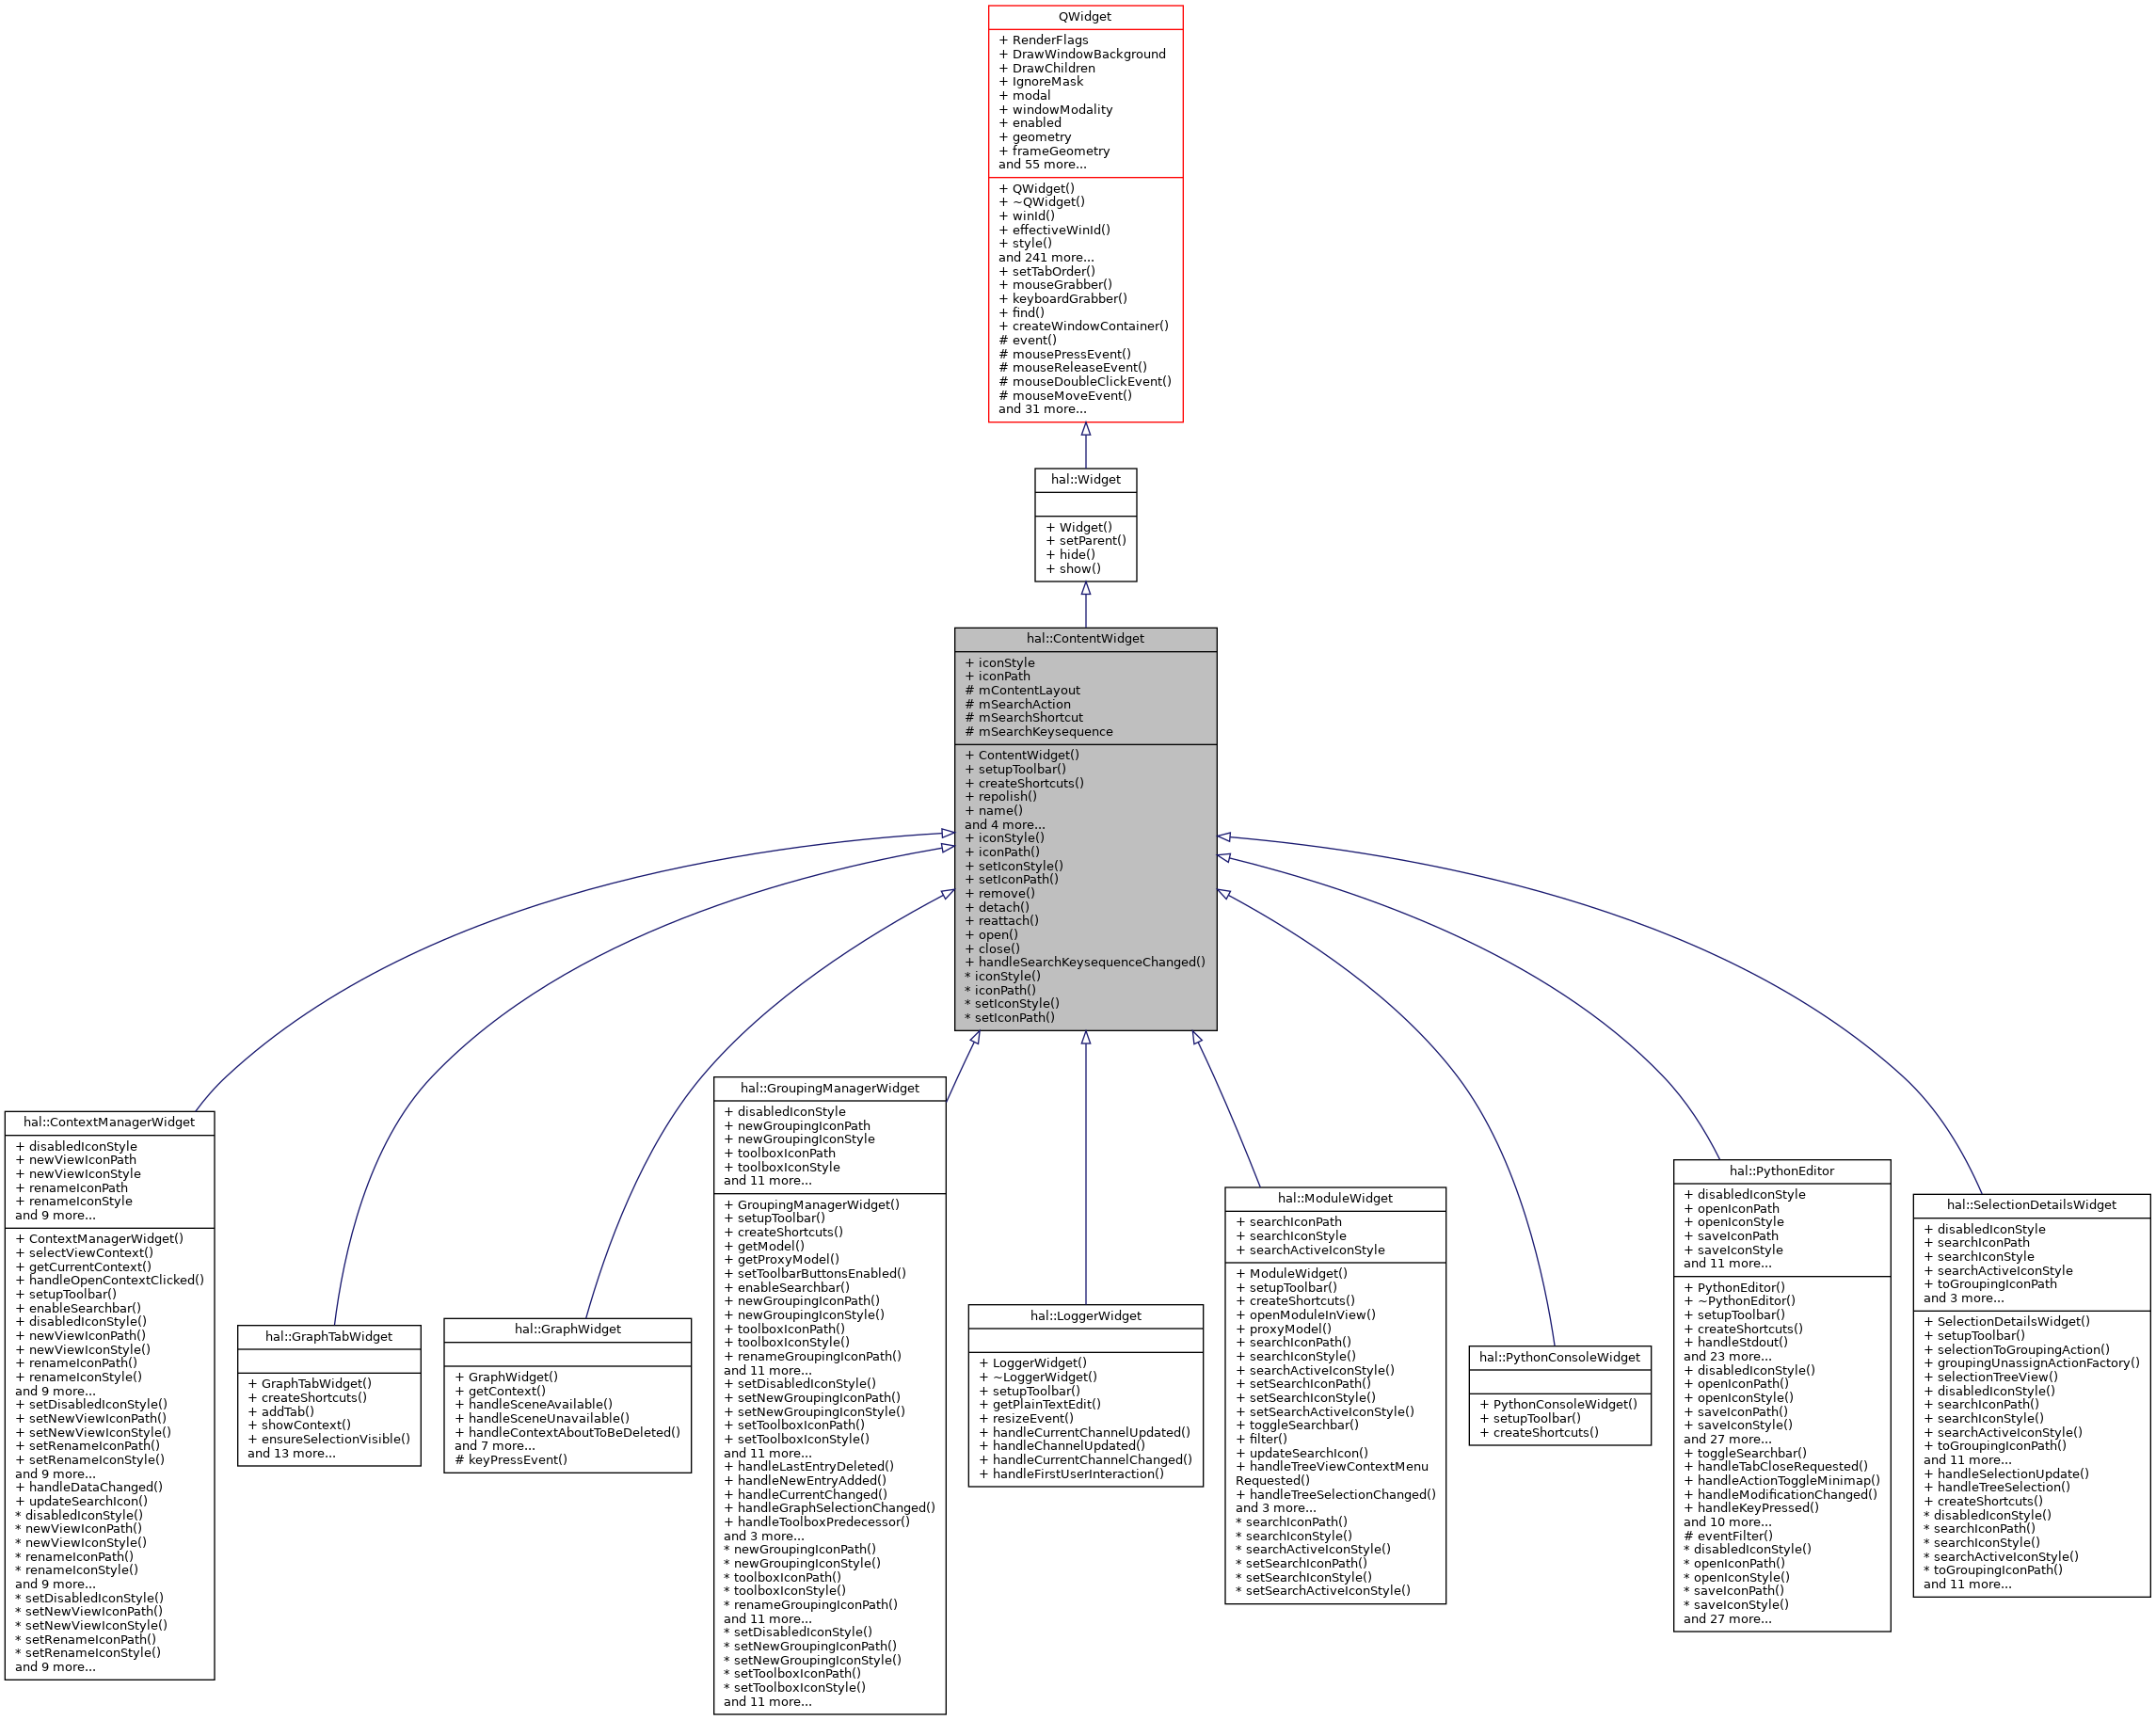 QWidget
+ RenderFlags
+ DrawWindowBackground
+ DrawChildren
+ IgnoreMask
+ modal
+ windowModality
+ enabled
+ geometry
+ frameGeometry
and 55 more...
+ QWidget()
+ ~QWidget()
+ winId()
+ effectiveWinId()
+ style()
and 241 more...
+ setTabOrder()
+ mouseGrabber()
+ keyboardGrabber()
+ find()
+ createWindowContainer()
# event()
# mousePressEvent()
# mouseReleaseEvent()
# mouseDoubleClickEvent()
# mouseMoveEvent()
and 31 more...
hal::Widget
+ Widget()
+ setParent()
+ hide()
+ show()
hal::ContentWidget
+ iconStyle
+ iconPath
# mContentLayout
# mSearchAction
# mSearchShortcut
# mSearchKeysequence
+ ContentWidget()
+ setupToolbar()
+ createShortcuts()
+ repolish()
+ name()
and 4 more...
+ iconStyle()
+ iconPath()
+ setIconStyle()
+ setIconPath()
+ remove()
+ detach()
+ reattach()
+ open()
+ close()
+ handleSearchKeysequenceChanged()
* iconStyle()
* iconPath()
* setIconStyle()
* setIconPath()
hal::ContextManagerWidget
+ disabledIconStyle
+ newViewIconPath
+ newViewIconStyle
+ renameIconPath
+ renameIconStyle
and 9 more...
+ ContextManagerWidget()
+ selectViewContext()
+ getCurrentContext()
+ handleOpenContextClicked()
+ setupToolbar()
+ enableSearchbar()
+ disabledIconStyle()
+ newViewIconPath()
+ newViewIconStyle()
+ renameIconPath()
+ renameIconStyle()
and 9 more...
+ setDisabledIconStyle()
+ setNewViewIconPath()
+ setNewViewIconStyle()
+ setRenameIconPath()
+ setRenameIconStyle()
and 9 more...
+ handleDataChanged()
+ updateSearchIcon()
* disabledIconStyle()
* newViewIconPath()
* newViewIconStyle()
* renameIconPath()
* renameIconStyle()
and 9 more...
* setDisabledIconStyle()
* setNewViewIconPath()
* setNewViewIconStyle()
* setRenameIconPath()
* setRenameIconStyle()
and 9 more...
hal::GraphTabWidget
+ GraphTabWidget()
+ createShortcuts()
+ addTab()
+ showContext()
+ ensureSelectionVisible()
and 13 more...
hal::GraphWidget
+ GraphWidget()
+ getContext()
+ handleSceneAvailable()
+ handleSceneUnavailable()
+ handleContextAboutToBeDeleted()
and 7 more...
# keyPressEvent()
hal::GroupingManagerWidget
+ disabledIconStyle
+ newGroupingIconPath
+ newGroupingIconStyle
+ toolboxIconPath
+ toolboxIconStyle
and 11 more...
+ GroupingManagerWidget()
+ setupToolbar()
+ createShortcuts()
+ getModel()
+ getProxyModel()
+ setToolbarButtonsEnabled()
+ enableSearchbar()
+ newGroupingIconPath()
+ newGroupingIconStyle()
+ toolboxIconPath()
+ toolboxIconStyle()
+ renameGroupingIconPath()
and 11 more...
+ setDisabledIconStyle()
+ setNewGroupingIconPath()
+ setNewGroupingIconStyle()
+ setToolboxIconPath()
+ setToolboxIconStyle()
and 11 more...
+ handleLastEntryDeleted()
+ handleNewEntryAdded()
+ handleCurrentChanged()
+ handleGraphSelectionChanged()
+ handleToolboxPredecessor()
and 3 more...
* newGroupingIconPath()
* newGroupingIconStyle()
* toolboxIconPath()
* toolboxIconStyle()
* renameGroupingIconPath()
and 11 more...
* setDisabledIconStyle()
* setNewGroupingIconPath()
* setNewGroupingIconStyle()
* setToolboxIconPath()
* setToolboxIconStyle()
and 11 more...
hal::LoggerWidget
+ LoggerWidget()
+ ~LoggerWidget()
+ setupToolbar()
+ getPlainTextEdit()
+ resizeEvent()
+ handleCurrentChannelUpdated()
+ handleChannelUpdated()
+ handleCurrentChannelChanged()
+ handleFirstUserInteraction()
hal::ModuleWidget
+ searchIconPath
+ searchIconStyle
+ searchActiveIconStyle
+ ModuleWidget()
+ setupToolbar()
+ createShortcuts()
+ openModuleInView()
+ proxyModel()
+ searchIconPath()
+ searchIconStyle()
+ searchActiveIconStyle()
+ setSearchIconPath()
+ setSearchIconStyle()
+ setSearchActiveIconStyle()
+ toggleSearchbar()
+ filter()
+ updateSearchIcon()
+ handleTreeViewContextMenu
Requested()
+ handleTreeSelectionChanged()
and 3 more...
* searchIconPath()
* searchIconStyle()
* searchActiveIconStyle()
* setSearchIconPath()
* setSearchIconStyle()
* setSearchActiveIconStyle()
hal::PythonConsoleWidget
+ PythonConsoleWidget()
+ setupToolbar()
+ createShortcuts()
hal::PythonEditor
+ disabledIconStyle
+ openIconPath
+ openIconStyle
+ saveIconPath
+ saveIconStyle
and 11 more...
+ PythonEditor()
+ ~PythonEditor()
+ setupToolbar()
+ createShortcuts()
+ handleStdout()
and 23 more...
+ disabledIconStyle()
+ openIconPath()
+ openIconStyle()
+ saveIconPath()
+ saveIconStyle()
and 27 more...
+ toggleSearchbar()
+ handleTabCloseRequested()
+ handleActionToggleMinimap()
+ handleModificationChanged()
+ handleKeyPressed()
and 10 more...
# eventFilter()
* disabledIconStyle()
* openIconPath()
* openIconStyle()
* saveIconPath()
* saveIconStyle()
and 27 more...
hal::SelectionDetailsWidget
+ disabledIconStyle
+ searchIconPath
+ searchIconStyle
+ searchActiveIconStyle
+ toGroupingIconPath
and 3 more...
+ SelectionDetailsWidget()
+ setupToolbar()
+ selectionToGroupingAction()
+ groupingUnassignActionFactory()
+ selectionTreeView()
+ disabledIconStyle()
+ searchIconPath()
+ searchIconStyle()
+ searchActiveIconStyle()
+ toGroupingIconPath()
and 11 more...
+ handleSelectionUpdate()
+ handleTreeSelection()
+ createShortcuts()
* disabledIconStyle()
* searchIconPath()
* searchIconStyle()
* searchActiveIconStyle()
* toGroupingIconPath()
and 11 more...